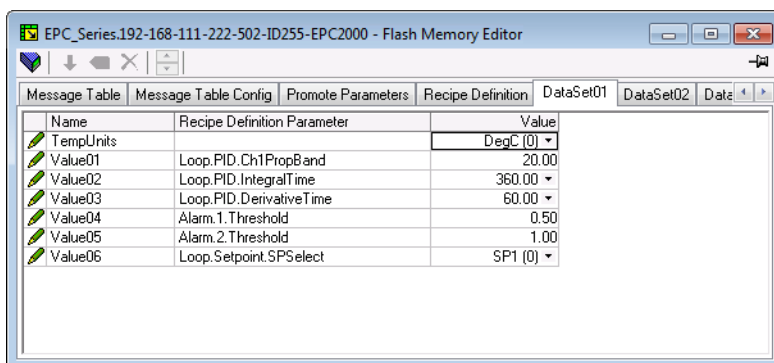 EPC_Series.192-168-111-222-502-ID255-EPC2000 - Flash Memory Editor
Message Table Message Table Config Promote Parameters Recipe Definition DataSet01 DataSet02 Data
Name Recipe Definition Parameter Value
TempUnits DegC (0)
Value01 Loop.PID.Ch1PropBand 20.00
Value02 Loop.PID.IntegralTime 360.00
Value03 Loop.PID.DerivativeTime 60.00
Value04 Alarm.1.Threshold 0.50
Value05 Alarm.2.Threshold 1.00
Value06 Loop.Setpoint.SPSelect SP1 (0)